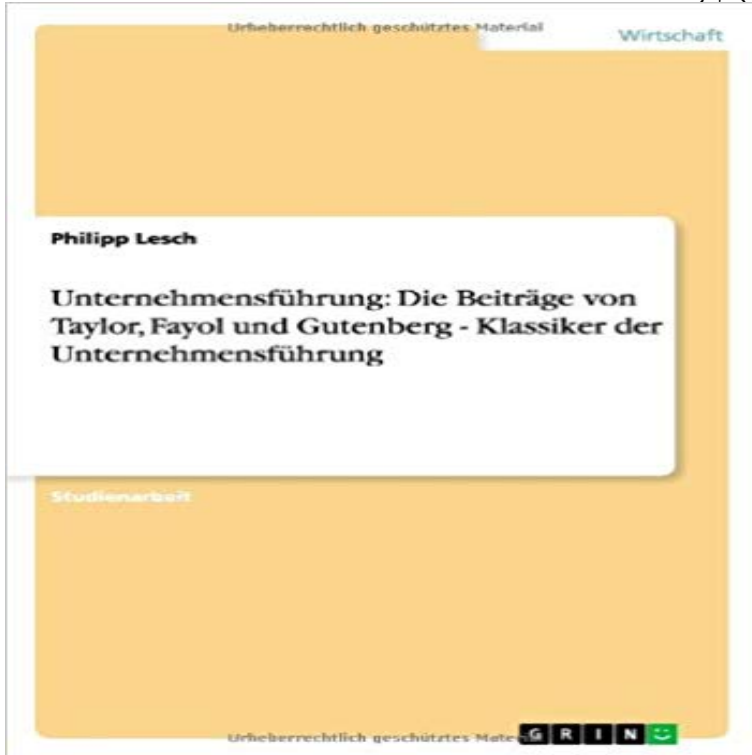 Urheberrechtlich geschütztes Material
Wirtschaft
Philipp Lesch
Unternehmensführung: Die Beiträge von
Taylor, Fayol und Gutenberg - Klassiker der
Unternehmensführung
Studienarbeit
Urheberrechtlich geschütztes Mate
GRIN